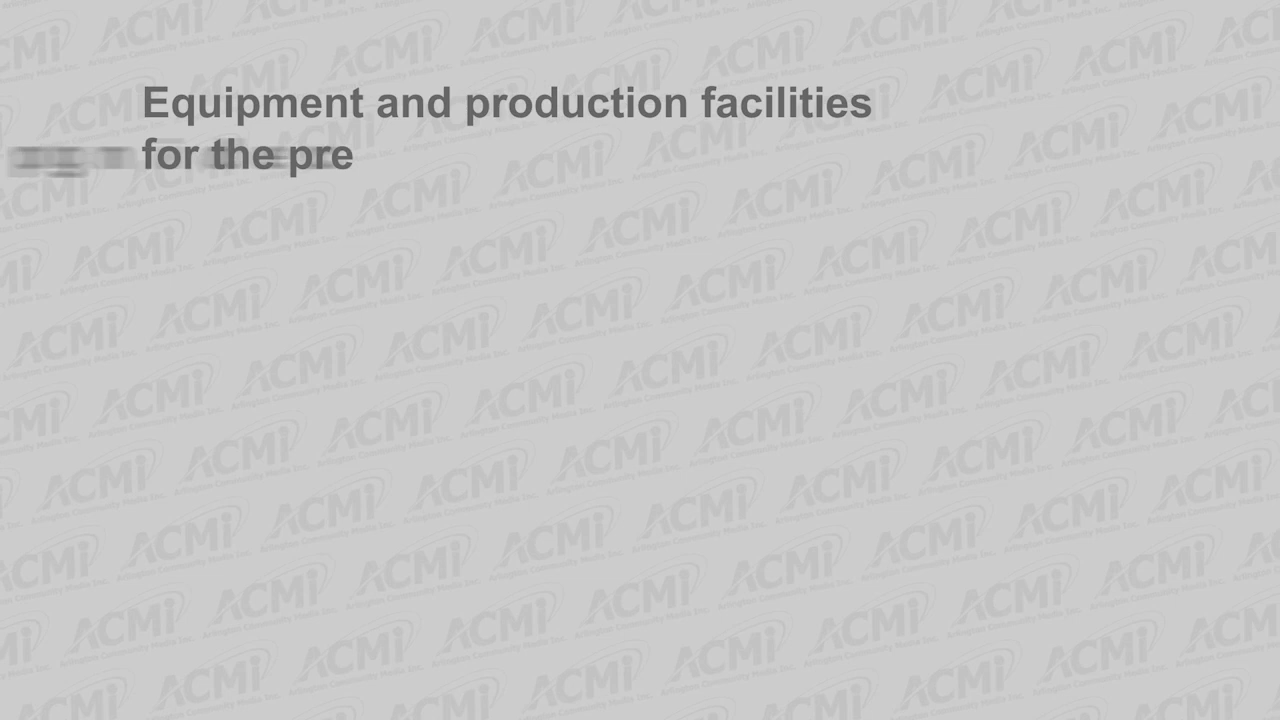 Equipment and production facilities
for the pre